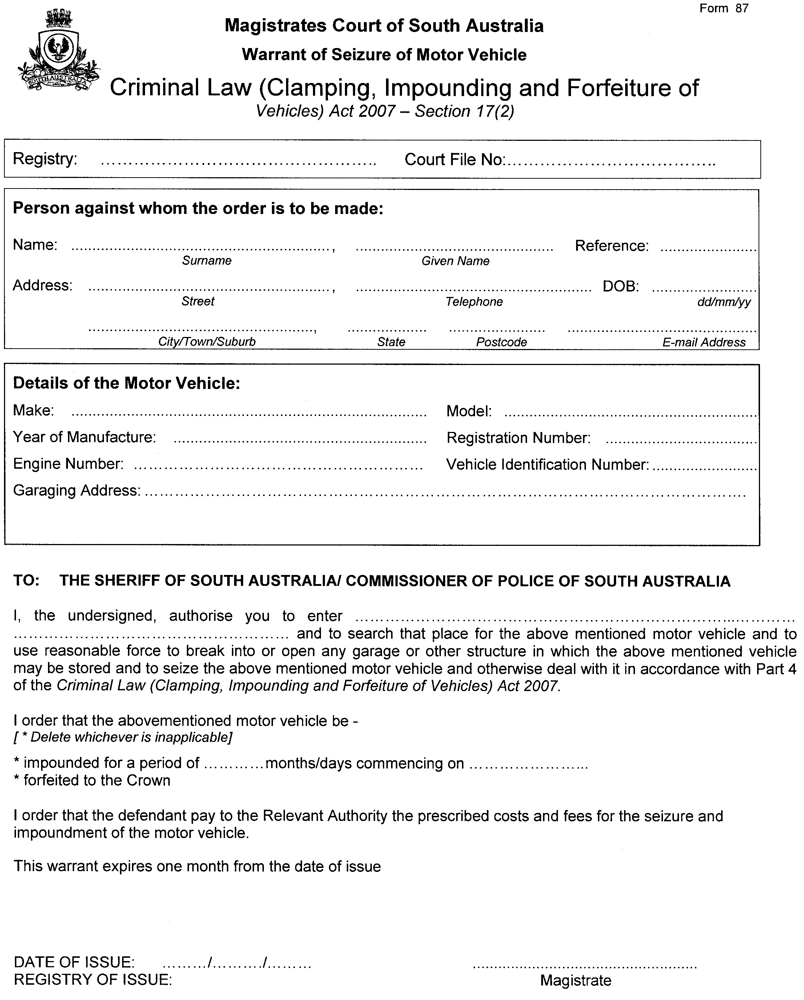 Form 87
Magistrates Court of South Australia
Warrant of Seizure of Motor Vehicle
SOUTH AUSTRALIA
Criminal Law (Clamping, Impounding and Forfeiture of
Vehicles) Act 2007 – Section 17(2)
Registry: .................................................. Court File No:......................................
Person against whom the order is to be made:
Name: ............................................................., .............................................. Reference: .......................
Surname Given Name
Address: ........................................................., ....................................................... DOB: .........................
Street Telephone dd/mm/yy
....................................................., .................. ...................... ............................................
City/Town/Suburb State Postcode E-mail Address
Details of the Motor Vehicle:
Make: ................................................................................... Model: ............................................................
Year of Manufacture: ........................................................... Registration Number: ....................................
Engine Number: .......................................................... Vehicle Identification Number: .........................
Garaging Address: ..............................................................................................................
TO: THE SHERIFF OF SOUTH AUSTRALIA/ COMMISSIONER OF POLICE OF SOUTH AUSTRALIA
I, the undersigned, authorise you to enter ........................................................................................
....................................................... and to search that place for the above mentioned motor vehicle and to
use reasonable force to break into or open any garage or other structure in which the above mentioned vehicle
may be stored and to seize the above mentioned motor vehicle and otherwise deal with it in accordance with Part 4
of the Criminal Law (Clamping, Impounding and Forfeiture of Vehicles) Act 2007.
I order that the abovementioned motor vehicle be -
[ * Delete whichever is inapplicable]
* impounded for a period of ............months/days commencing on ........................
* forfeited to the Crown
I order that the defendant pay to the Relevant Authority the prescribed costs and fees for the seizure and
impoundment of the motor vehicle.
This warrant expires one month from the date of issue
DATE OF ISSUE: ........./........../......... ....................................................
REGISTRY OF ISSUE: Magistrate